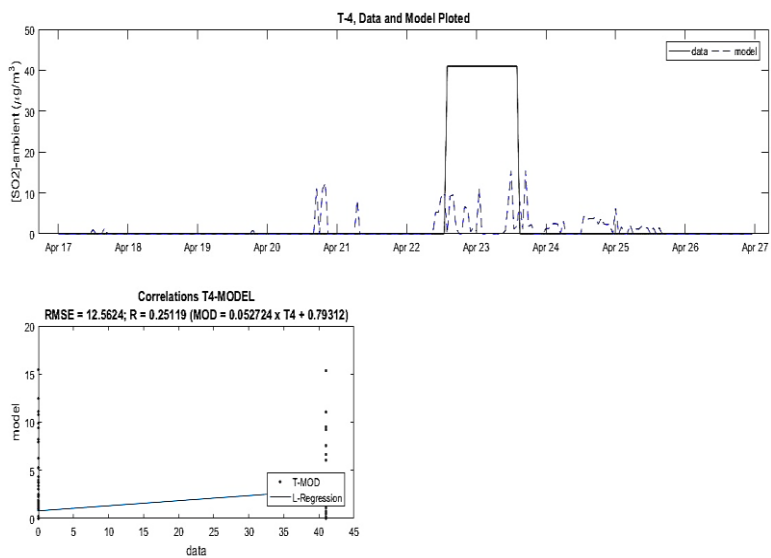 T-4, Data and Model Ploted
50
40
30
20
10
0
[SO2]-ambient (μg/m³)
data
model
Apr 17 Apr 18 Apr 19 Apr 20 Apr 21 Apr 22 Apr 23 Apr 24 Apr 25 Apr 26 Apr 27
Correlations T4-MODEL
RMSE = 12.5624; R = 0.25119 (MOD = 0.052724 x T4 + 0.79312)
20
15
10
5
0
model
T-MOD
L-Regression
0 5 10 15 20 25 30 35 40 45
data